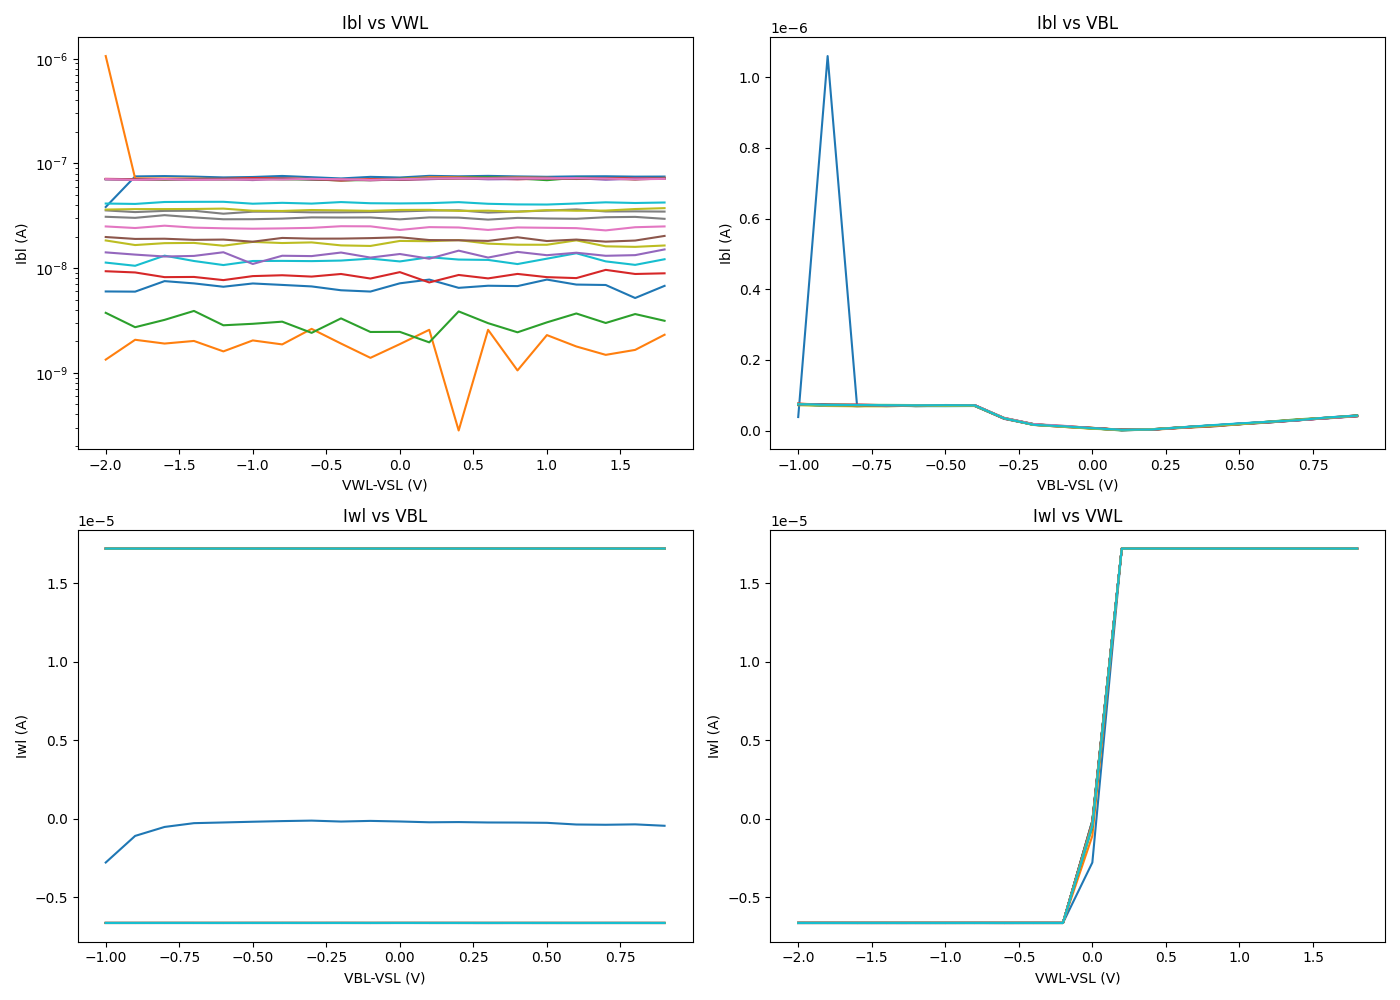 Ibl vs VWL
Ibl (A)
10⁻⁶
10⁻⁷
10⁻⁸
10⁻⁹
−2.0 −1.5 −1.0 −0.5 0.0 0.5 1.0 1.5
VWL-VSL (V)
Ibl vs VBL
1e−6
Ibl (A)
1.0
0.8
0.6
0.4
0.2
0.0
−1.00 −0.75 −0.50 −0.25 0.00 0.25 0.50 0.75
VBL-VSL (V)
Iwl vs VBL
1e−5
Iwl (A)
1.5
1.0
0.5
0.0
−0.5
−1.00 −0.75 −0.50 −0.25 0.00 0.25 0.50 0.75
VBL-VSL (V)
Iwl vs VWL
1e−5
Iwl (A)
1.5
1.0
0.5
0.0
−0.5
−2.0 −1.5 −1.0 −0.5 0.0 0.5 1.0 1.5
VWL-VSL (V)